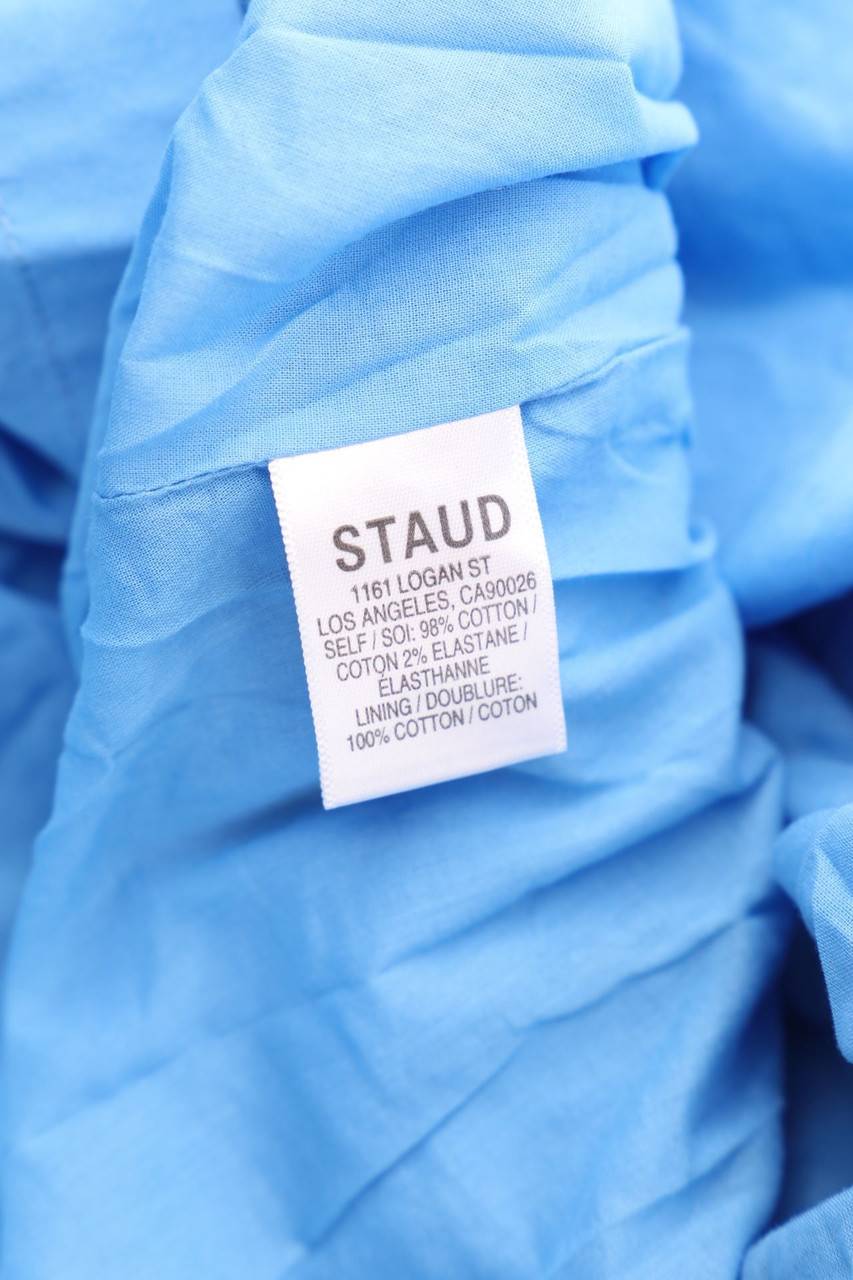 STAUD
1161 LOGAN ST
LOS ANGELES, CA90026
SELF / SOI: 98% COTTON /
COTON 2% ELASTANE /
ÉLASTHANNE
LINING / DOUBLURE:
100% COTTON / COTON